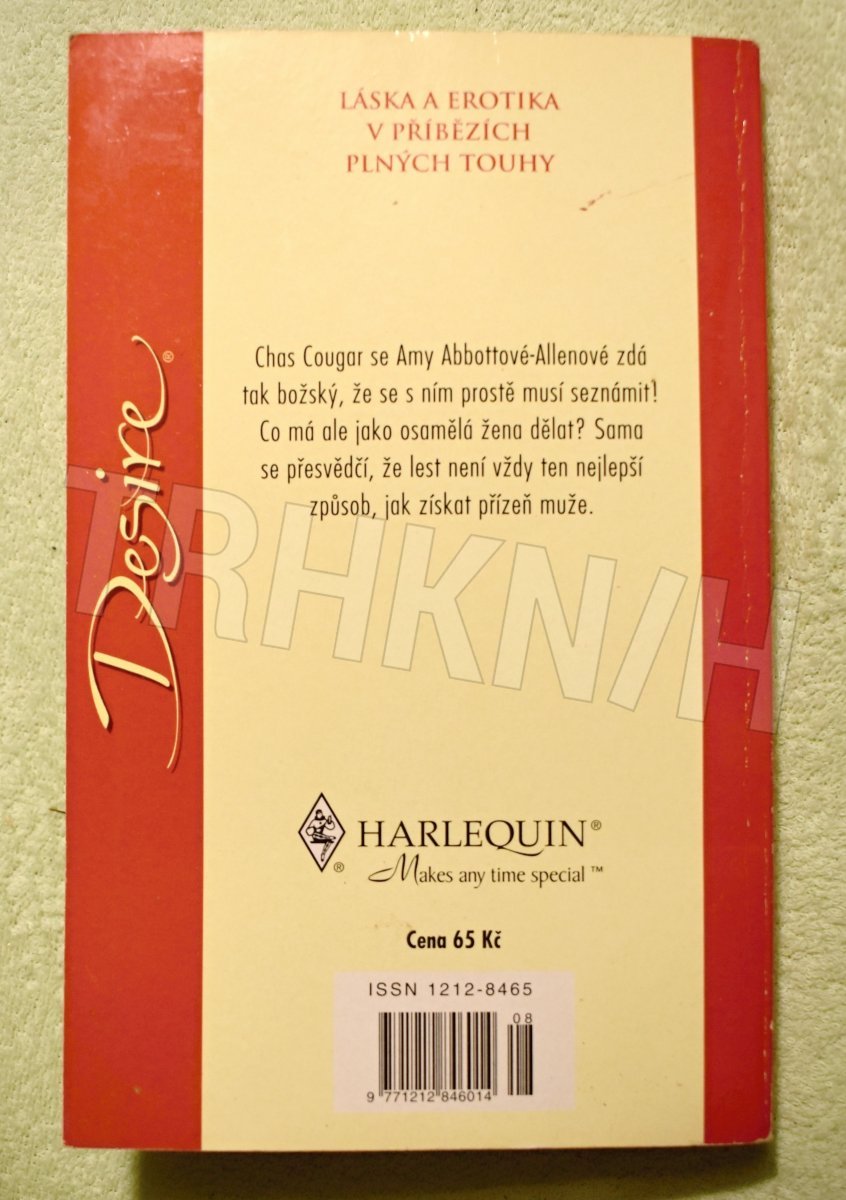 LÁSKA A EROTIKA
V PŘÍBĚZÍCH
PLNÝCH TOUHY
Chas Cougar se Amy Abbottové-Allenové zdá
tak božský, že se s ním prostě musí seznámit!
Co má ale jako osamělá žena dělat? Sama
se přesvědčí, že lest není vždy ten nejlepší
způsob, jak získat přízeň muže.
Desire®
TRHKNIH
HARLEQUIN®
®
Makes any time special™
Cena 65 Kč
ISSN 1212-8465
08
9 771212 846014